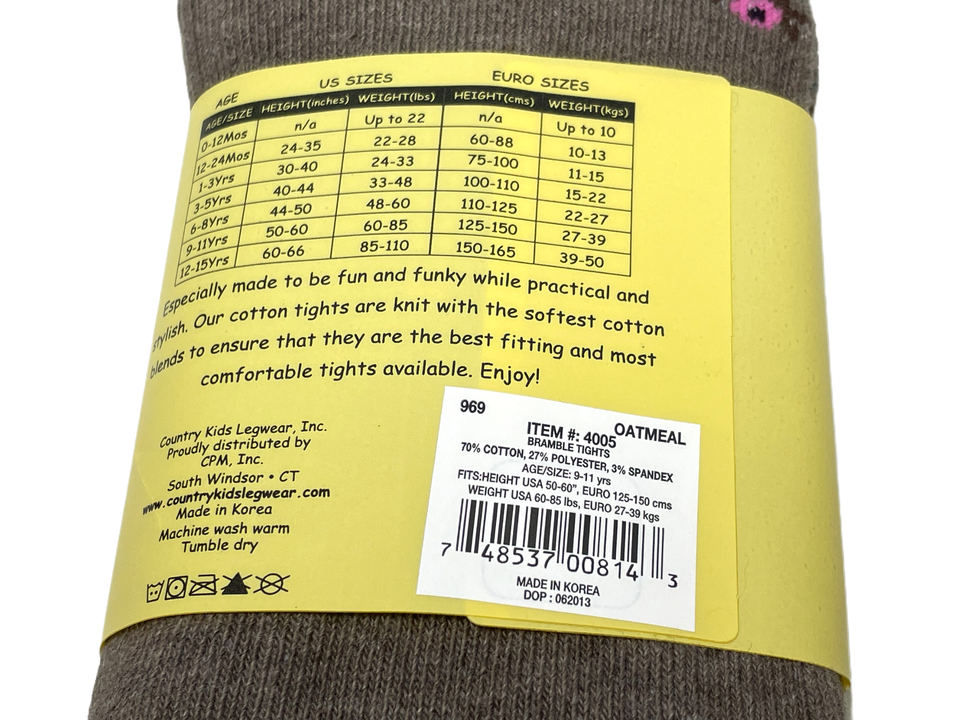 AGE US SIZES EURO SIZES
AGE/SIZE HEIGHT(inches) WEIGHT(lbs) HEIGHT(cms) WEIGHT(kgs)
0-12Mos n/a Up to 22 n/a Up to 10
12-24Mos 24-35 22-28 60-88 10-13
1-3Yrs 30-40 24-33 75-100 11-15
3-5Yrs 40-44 33-48 100-110 15-22
6-8Yrs 44-50 48-60 110-125 22-27
9-11Yrs 50-60 60-85 125-150 27-39
12-15Yrs 60-66 85-110 150-165 39-50
Especially made to be fun and funky while practical and
stylish. Our cotton tights are knit with the softest cotton
blends to ensure that they are the best fitting and most
comfortable tights available. Enjoy!
Country Kids Legwear, Inc.
Proudly distributed by
CPM, Inc.
South Windsor • CT
www.countrykidslegwear.com
Made in Korea
Machine wash warm
Tumble dry
969 OATMEAL
ITEM #: 4005
BRAMBLE TIGHTS
70% COTTON, 27% POLYESTER, 3% SPANDEX
AGE/SIZE: 9-11 yrs
FITS:HEIGHT USA 50-60", EURO 125-150 cms
WEIGHT USA 60-85 lbs, EURO 27-39 kgs
7 48537 00814 3
MADE IN KOREA
DOP : 062013